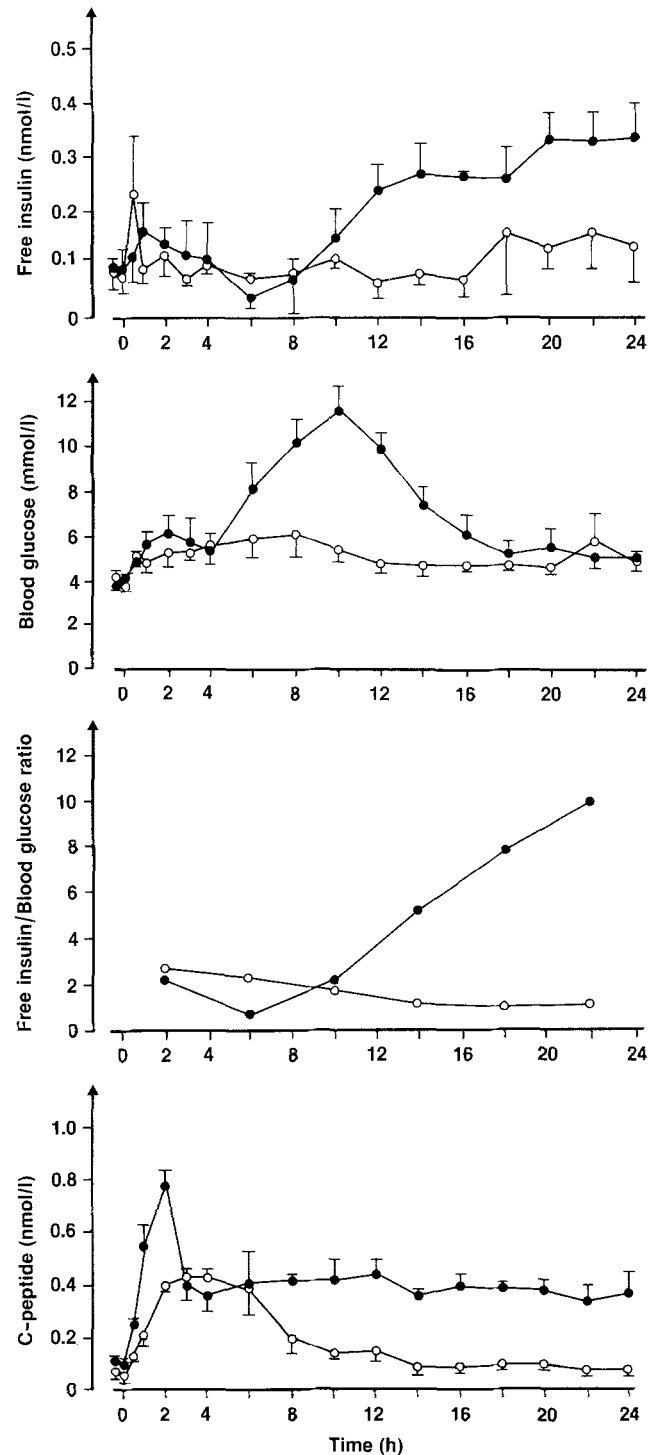 Free insulin (nmol/l)
0.5
0.4
0.3
0.2
0.1
0
0 2 4 8 12 16 20 24
Blood glucose (mmol/l)
12
10
8
6
4
2
0
0 2 4 8 12 16 20 24
Free insulin/Blood glucose ratio
12
10
8
6
4
2
0
0 2 4 8 12 16 20 24
C-peptide (nmol/l)
1.0
0.8
0.6
0.4
0.2
0
0 2 4 8 12 16 20 24
Time (h)